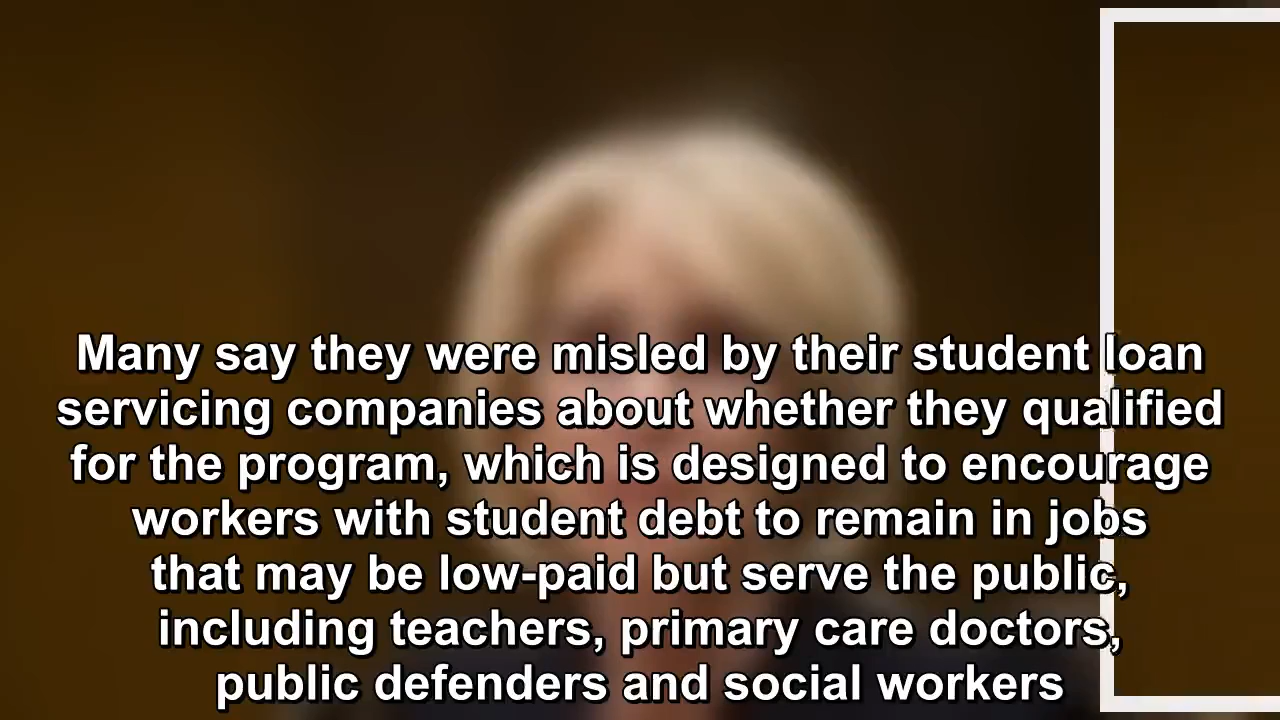 Many say they were misled by their student loan
servicing companies about whether they qualified
for the program, which is designed to encourage
workers with student debt to remain in jobs
that may be low-paid but serve the public,
including teachers, primary care doctors,
public defenders and social workers